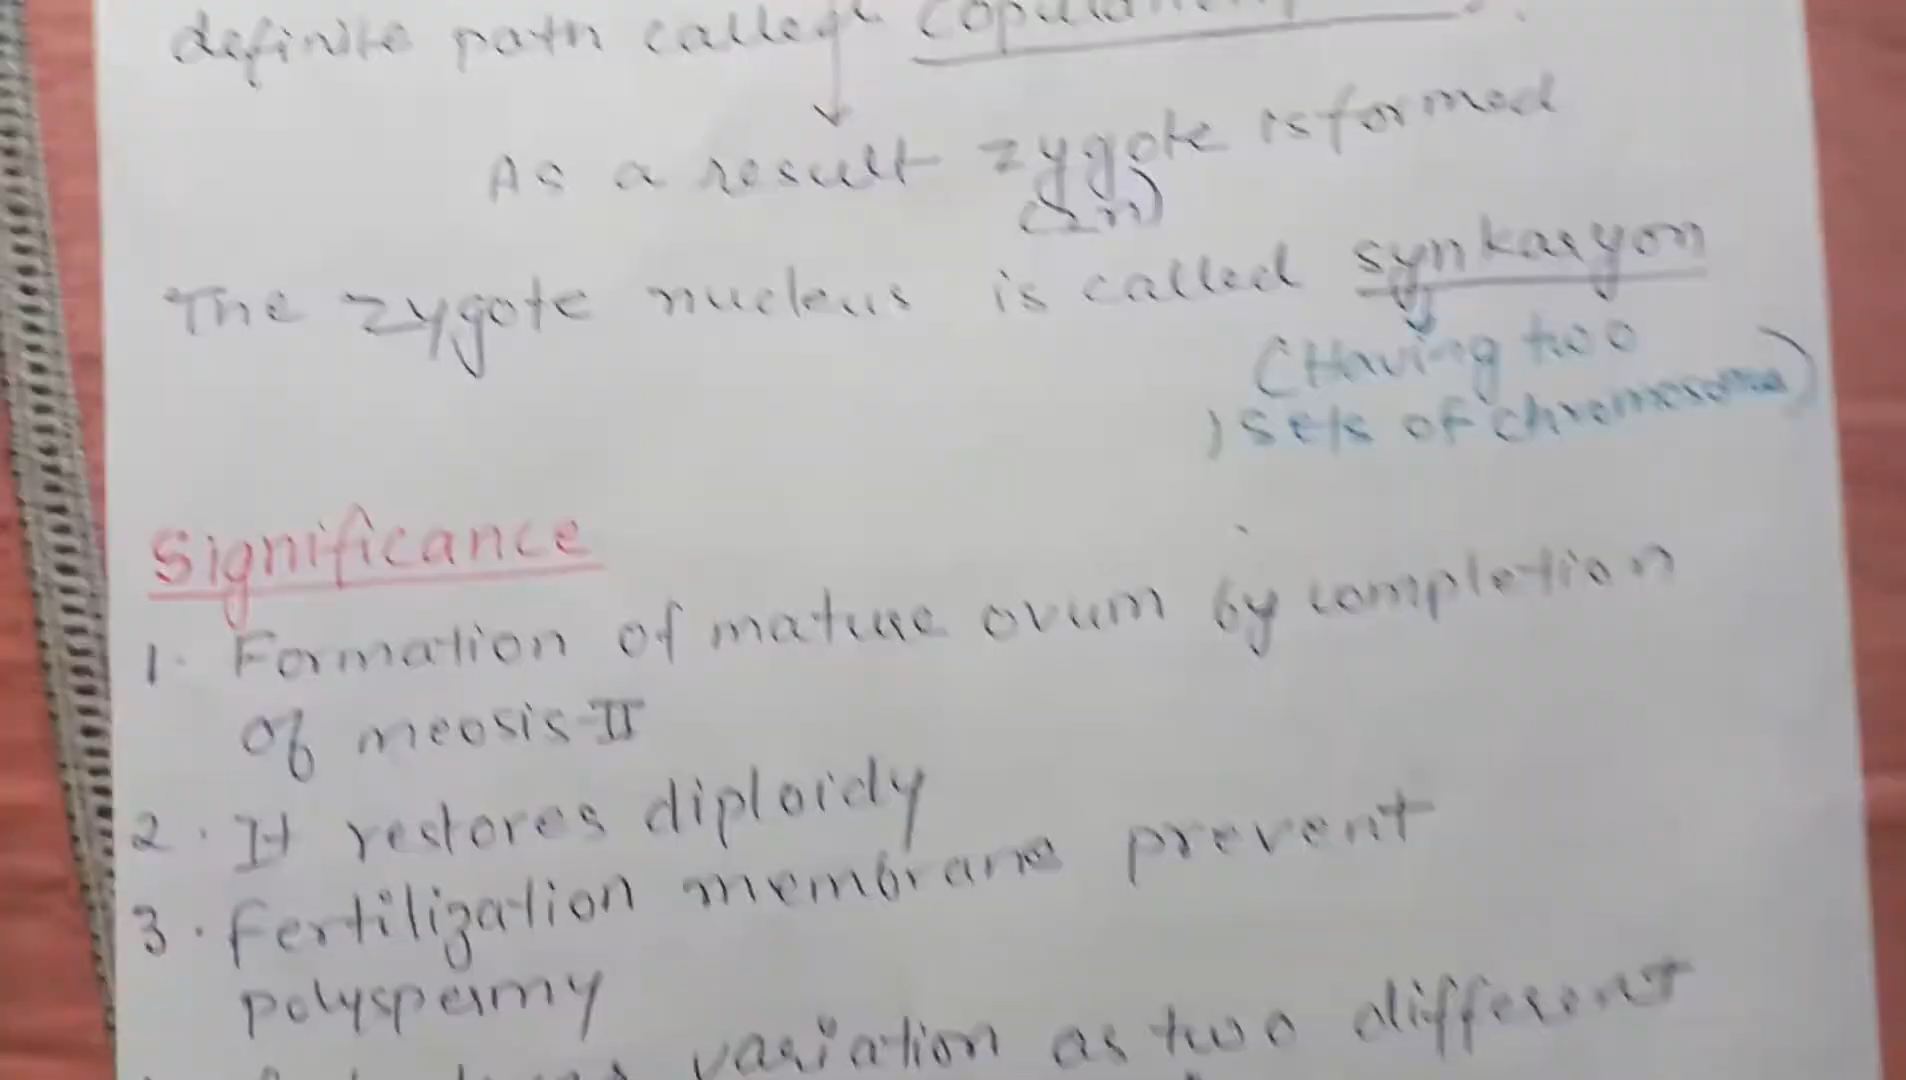 definite path called copulation
As a result zygote is formed
(2n)
The zygote nucleus is called synkaryon
(Having two
sets of chromosome)
Significance
1. Formation of mature ovum by completion
of meosis-II
2. It restores diploidy
3. Fertilization membrane prevent
polyspermy
variation as two different